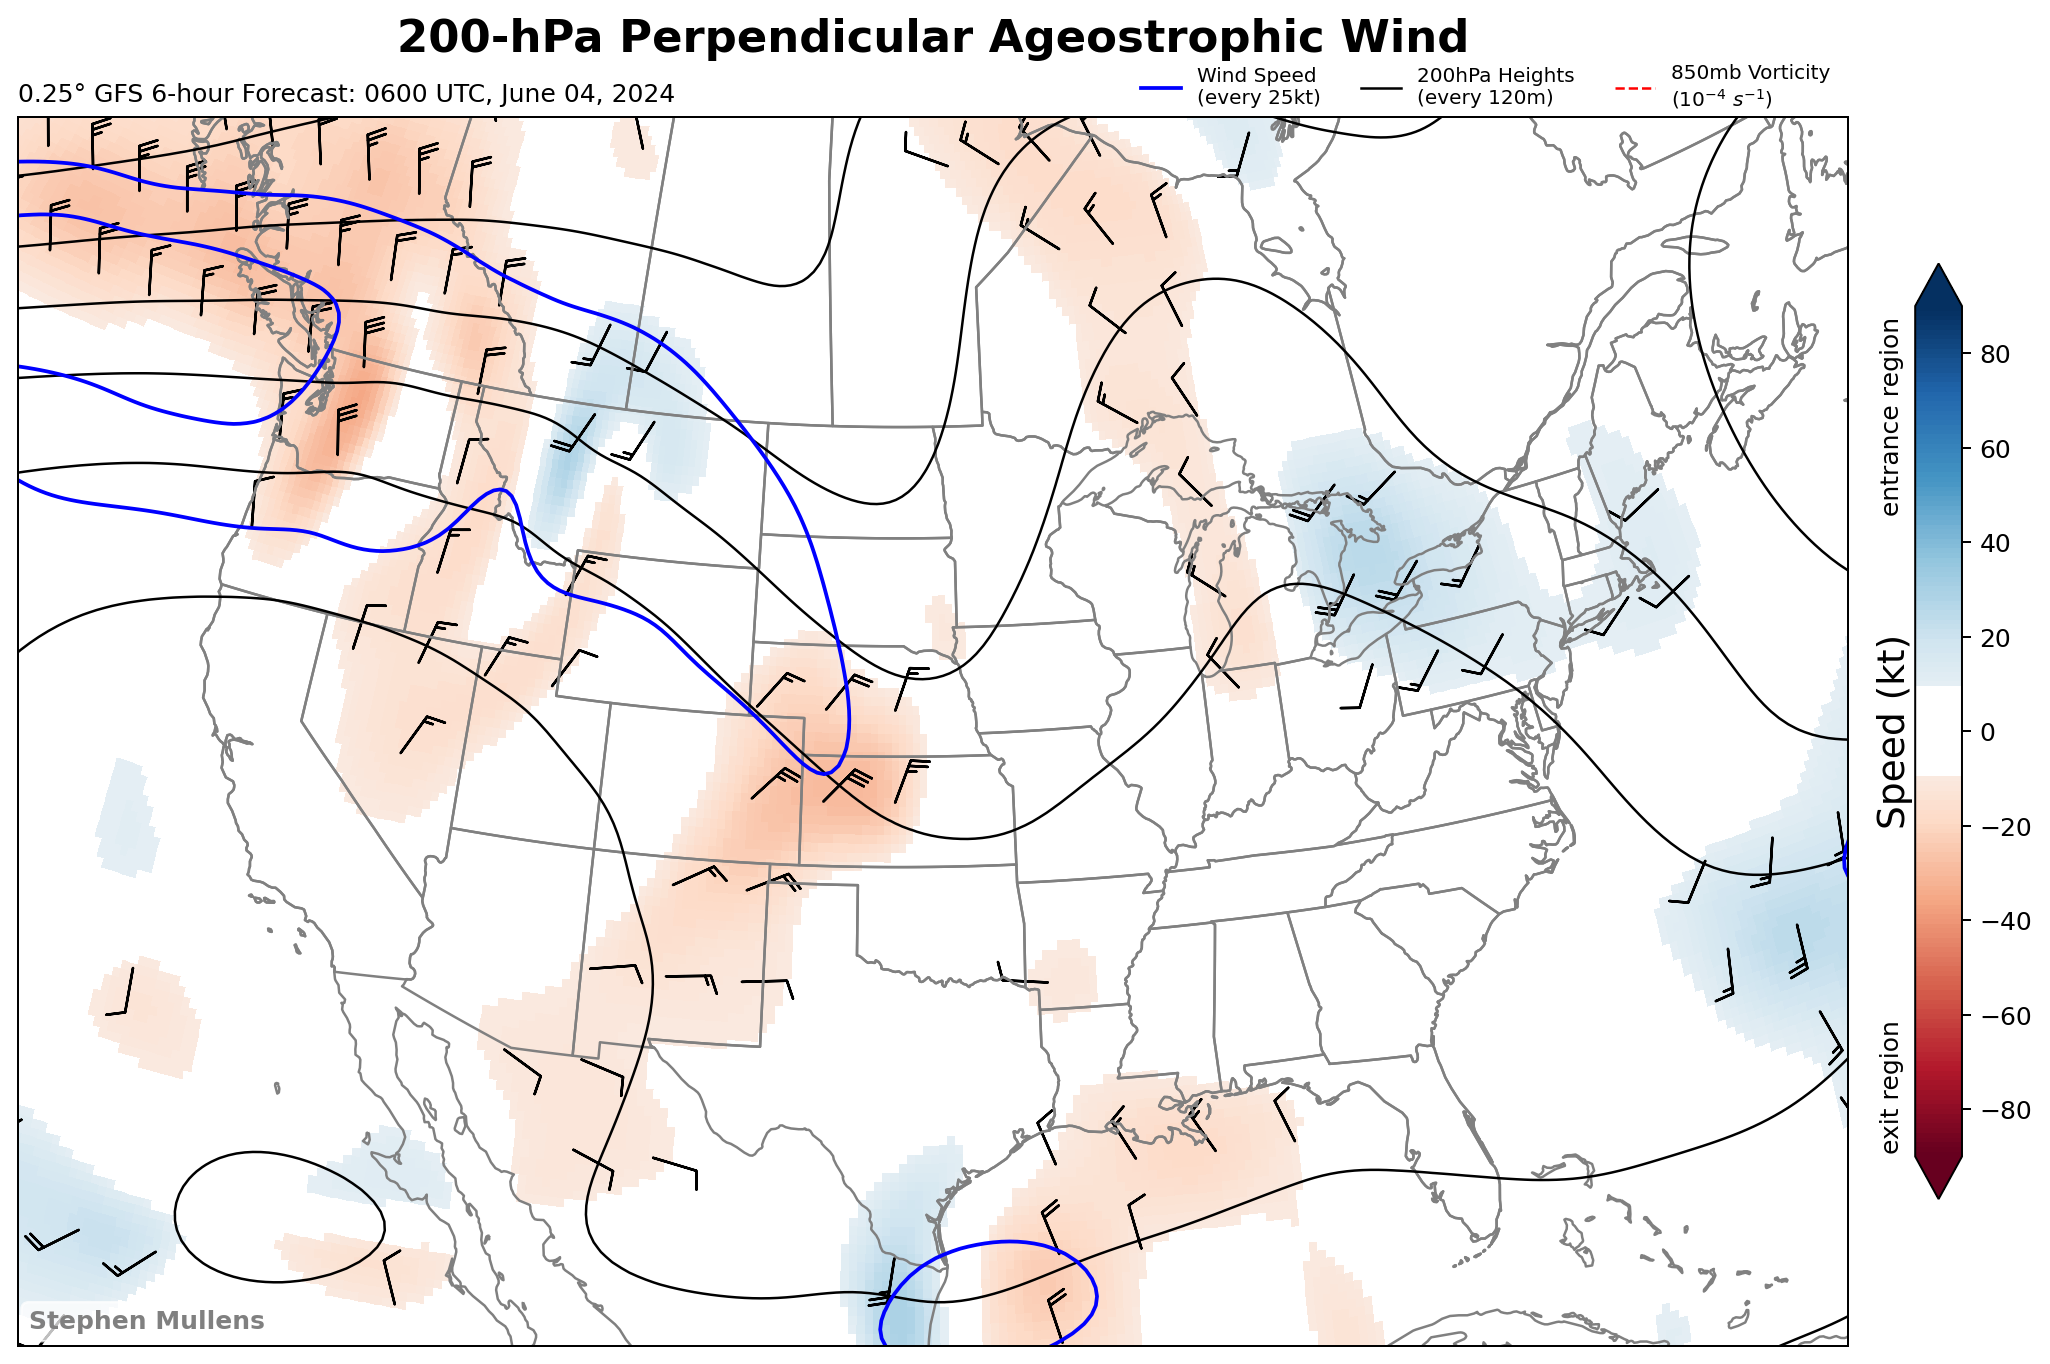 200-hPa Perpendicular Ageostrophic Wind
0.25° GFS 6-hour Forecast: 0600 UTC, June 04, 2024
Wind Speed
(every 25kt)
200hPa Heights
(every 120m)
850mb Vorticity
(10⁻⁴ s⁻¹)
entrance region
Speed (kt)
exit region
80
60
40
20
0
−20
−40
−60
−80
Stephen Mullens